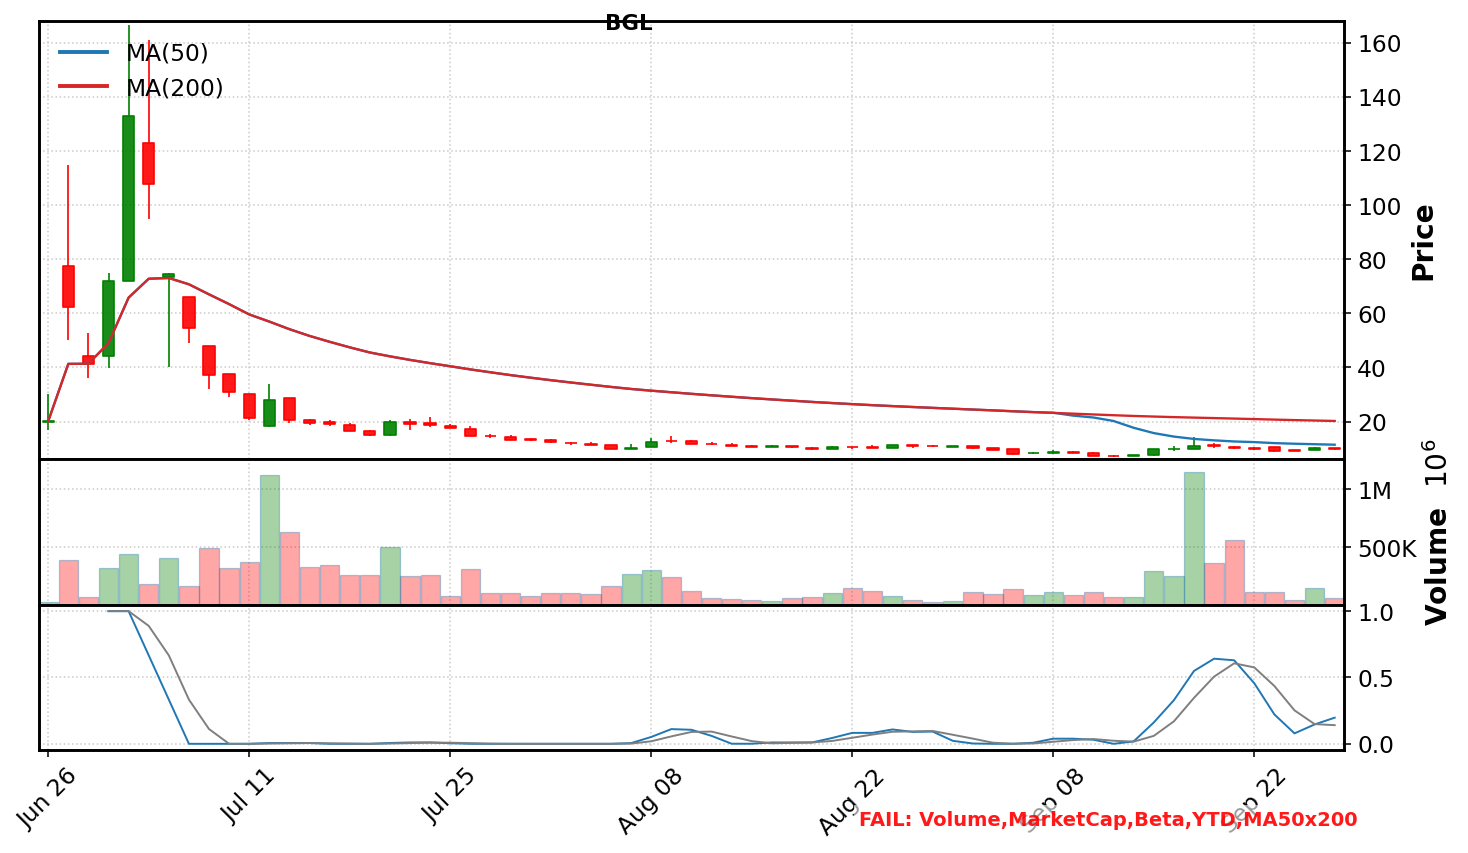 BGL
MA(50)
MA(200)
160
140
120
100
80
60
40
20
Price
1M
500K
Volume 10^6
1.0
0.5
0.0
Jun 26
Jul 11
Jul 25
Aug 08
Aug 22
Sep 08
Sep 22
FAIL: Volume,MarketCap,Beta,YTD,MA50x200